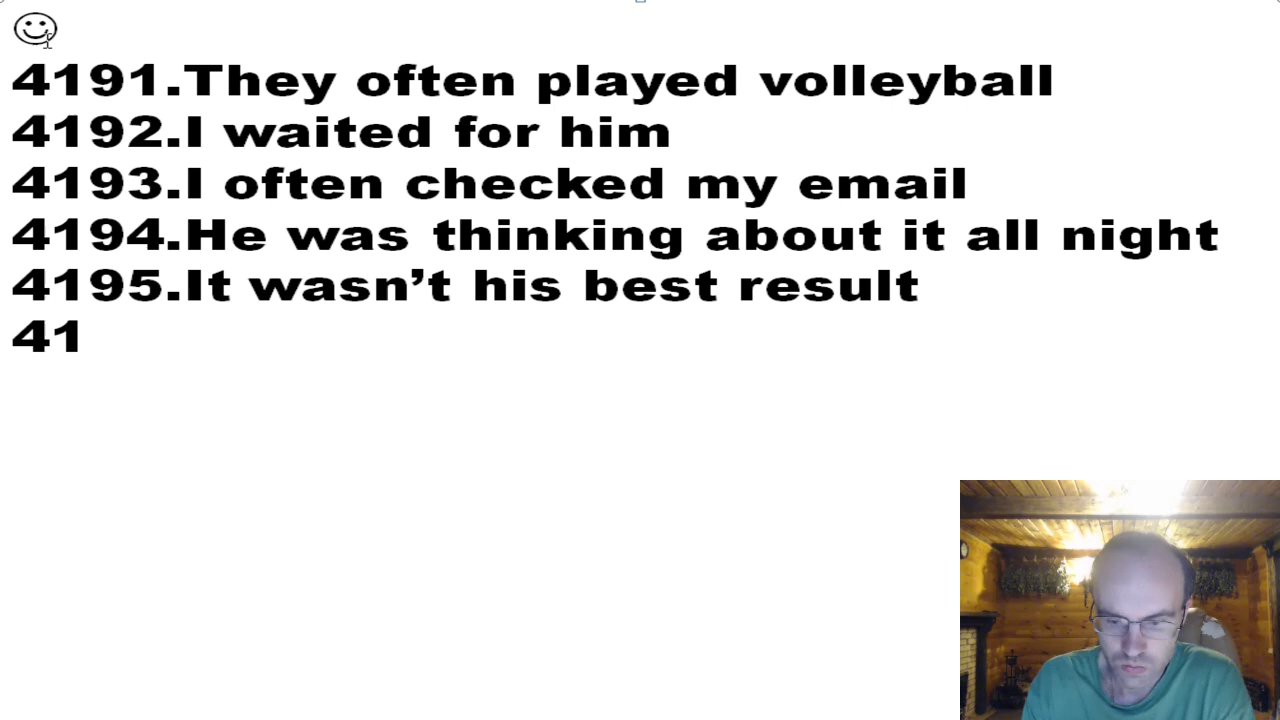 4191.They often played volleyball
4192.I waited for him
4193.I often checked my email
4194.He was thinking about it all night
4195.It wasn’t his best result
41